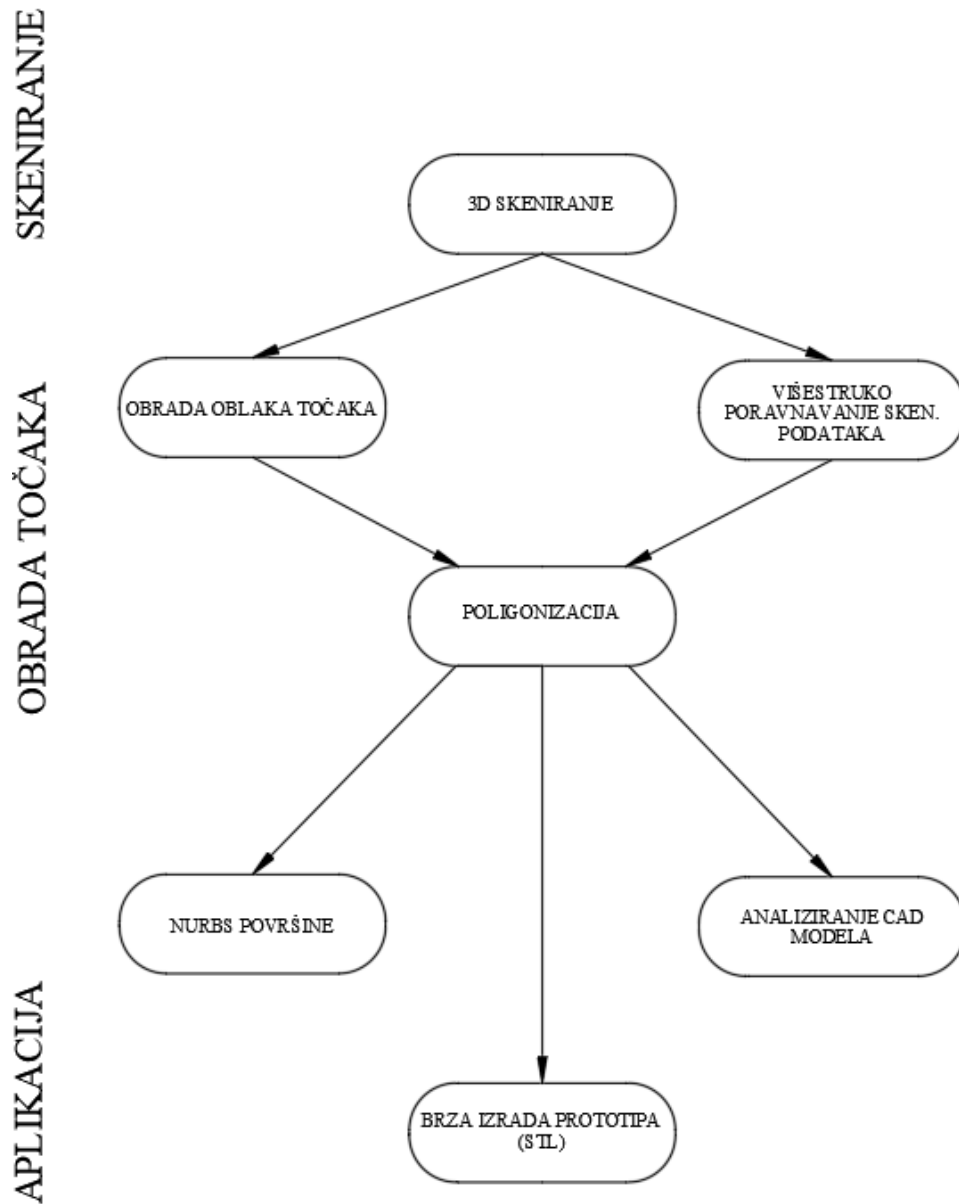 SKENIRANJE
3D SKENIRANJE
OBRADA TOČAKA
OBRADA OBLAKA TOČAKA
VIŠESTRUKO
PORAVNAVANJE SKEN.
PODATAKA
POLIGONIZACIJA
APLIKACIJA
NURBS POVRŠINE
ANALIZIRANJE CAD
MODELA
BRZA IZRADA PROTOTIPA
(STL)